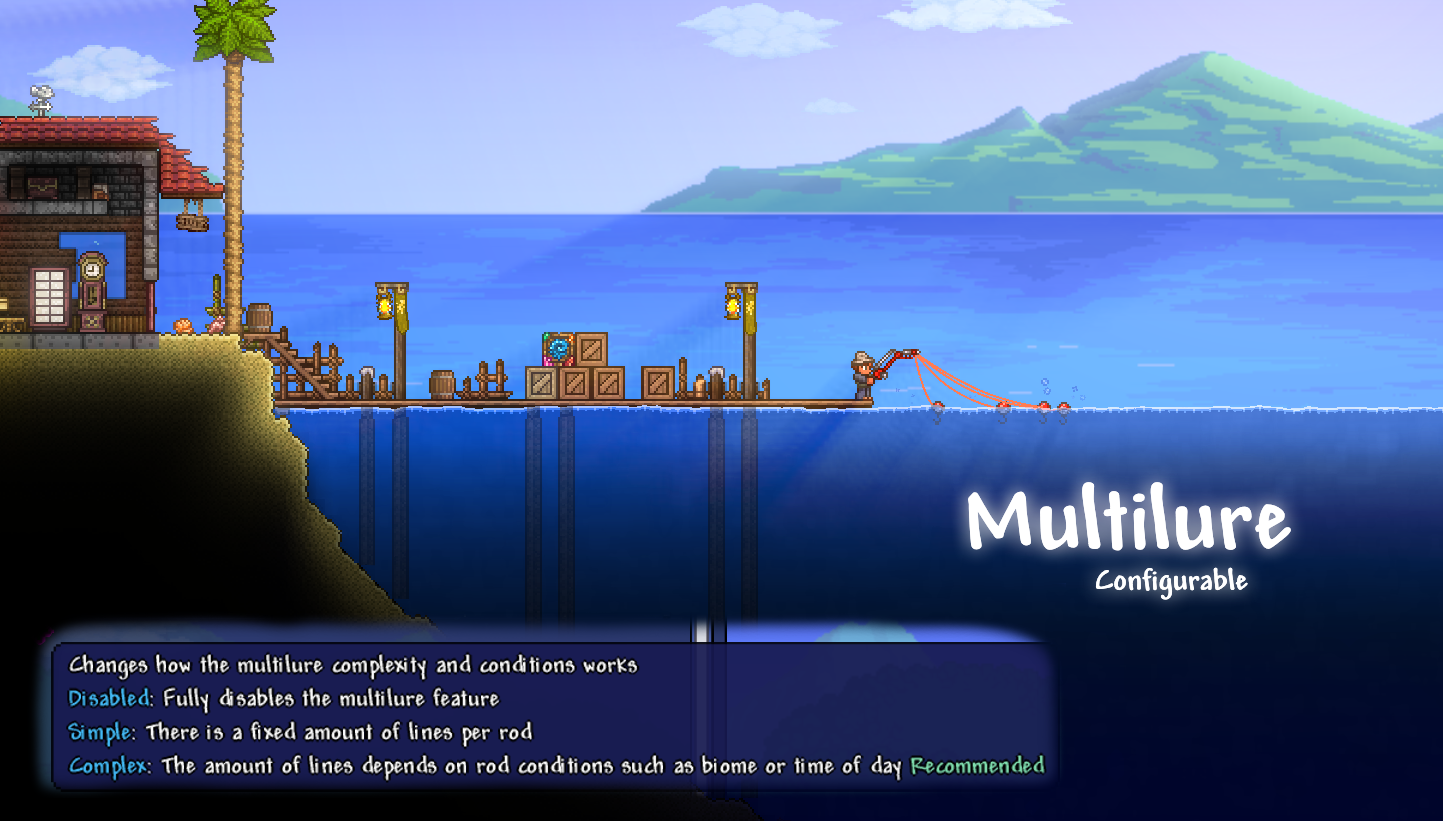 Multilure
Configurable
Changes how the multilure complexity and conditions works
Disabled: Fully disables the multilure feature
Simple: There is a fixed amount of lines per rod
Complex: The amount of lines depends on rod conditions such as biome or time of day Recommended